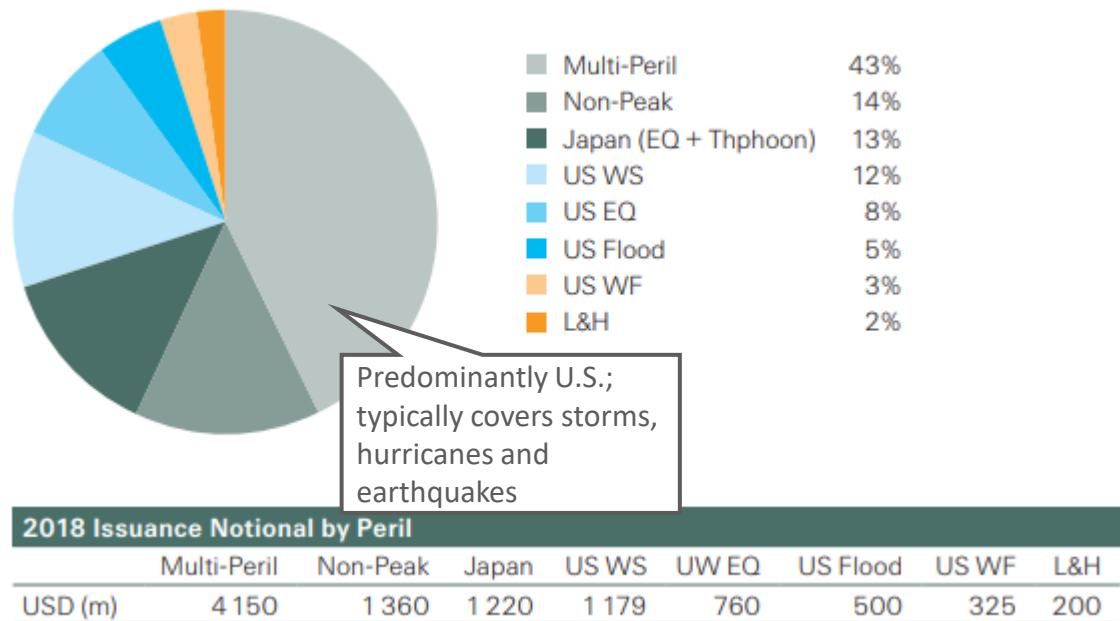 Multi-Peril 43%
Non-Peak 14%
Japan (EQ + Thphoon) 13%
US WS 12%
US EQ 8%
US Flood 5%
US WF 3%
L&H 2%
Predominantly U.S.;
typically covers storms,
hurricanes and
earthquakes
2018 Issuance Notional by Peril
Multi-Peril Non-Peak Japan US WS UW EQ US Flood US WF L&H
USD (m) 4 150 1 360 1 220 1 179 760 500 325 200